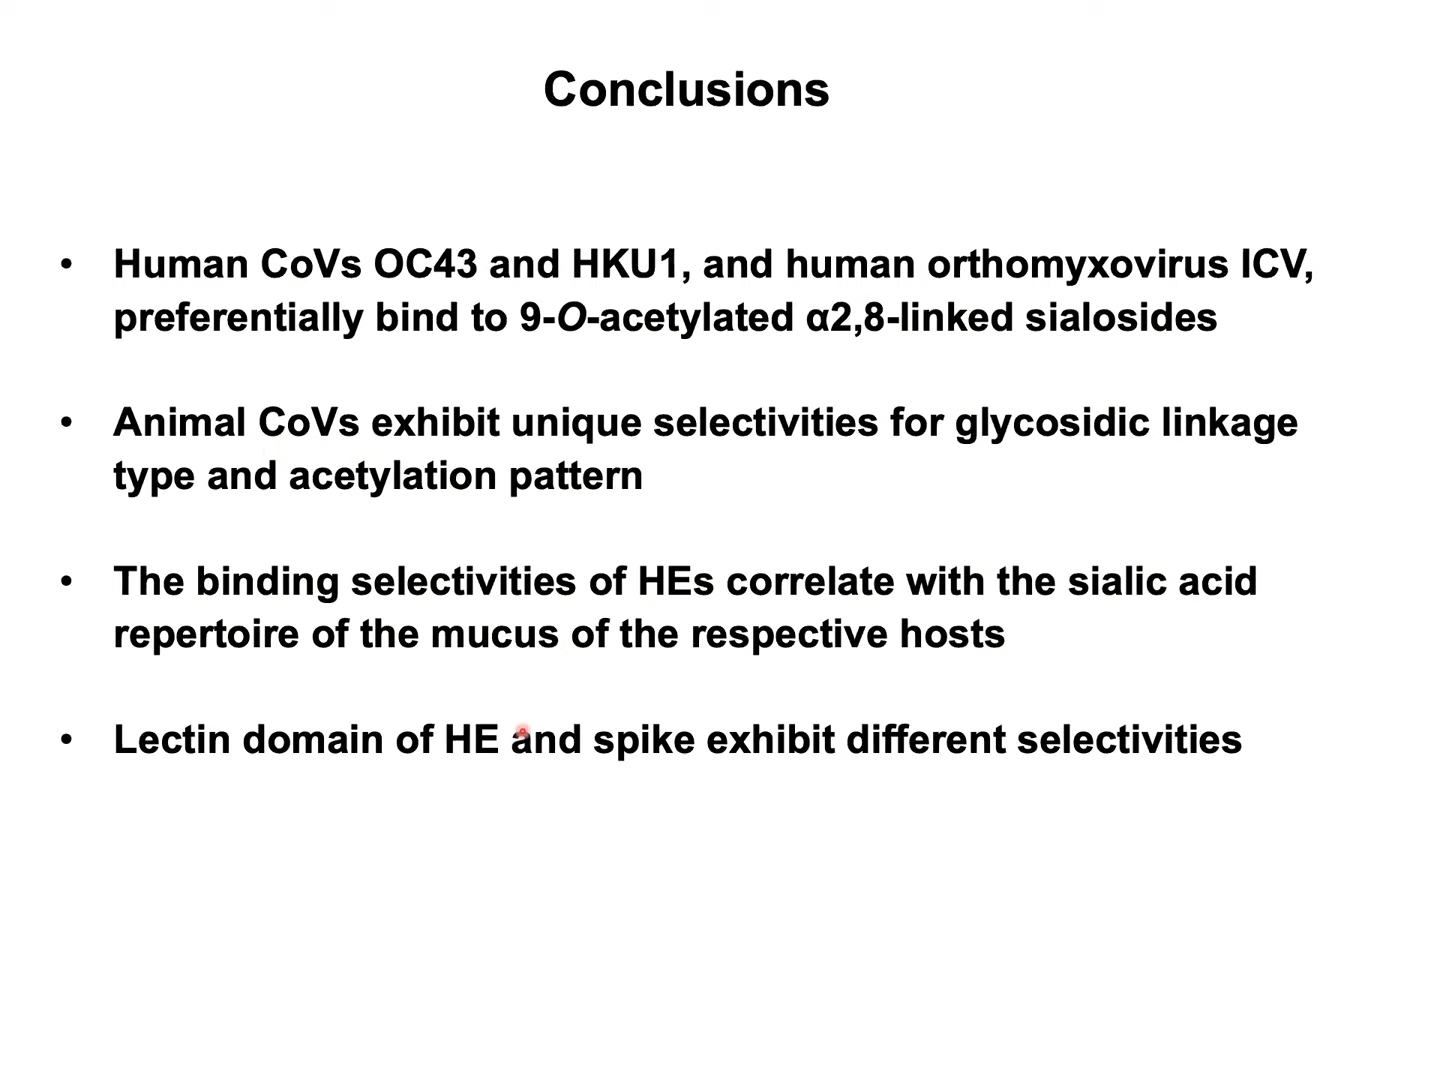 Conclusions
• Human CoVs OC43 and HKU1, and human orthomyxovirus ICV,
preferentially bind to 9-O-acetylated α2,8-linked sialosides
• Animal CoVs exhibit unique selectivities for glycosidic linkage
type and acetylation pattern
• The binding selectivities of HEs correlate with the sialic acid
repertoire of the mucus of the respective hosts
• Lectin domain of HE and spike exhibit different selectivities